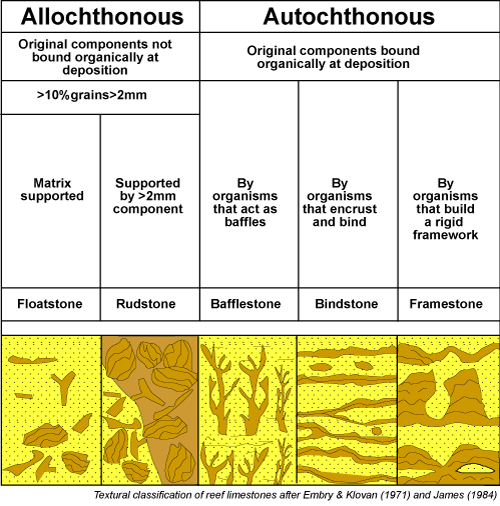 Allochthonous
Autochthonous
Original components not
bound organically at
deposition
Original components bound
organically at deposition
>10%grains>2mm
Matrix
supported
Supported
by >2mm
component
By
organisms
that act as
baffles
By
organisms
that encrust
and bind
By
organisms
that build
a rigid
framework
Floatstone
Rudstone
Bafflestone
Bindstone
Framestone
Textural classification of reef limestones after Embry & Klovan (1971) and James (1984)